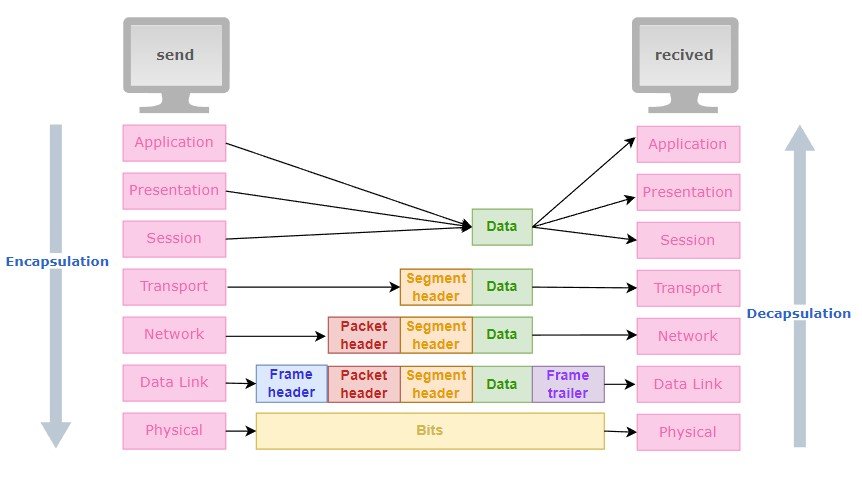 send
recived
Application
Application
Presentation
Presentation
Session
Data
Session
Encapsulation
Transport
Segment
header
Data
Transport
Decapsulation
Network
Packet
header
Segment
header
Data
Network
Data Link
Frame
header
Packet
header
Segment
header
Data
Frame
trailer
Data Link
Physical
Bits
Physical